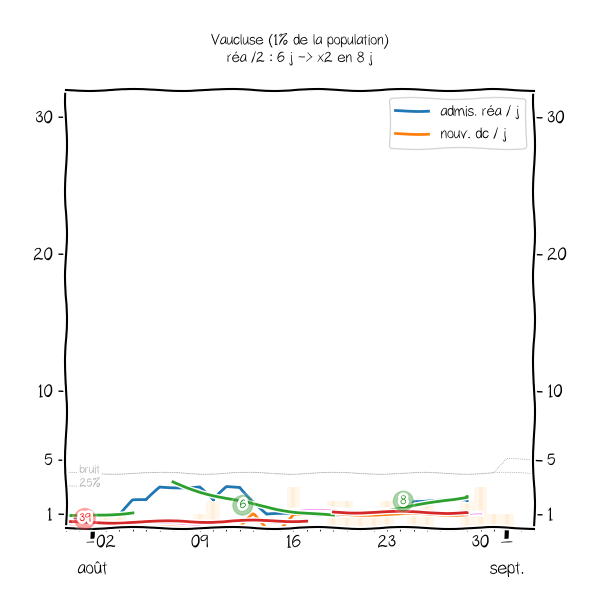 Vaucluse (1% de la population)
réa /2 : 6 j -> x2 en 8 j
admis. réa / j
nouv. dc / j
30
30
20
20
10
10
5
5
bruit
25%
1
1
39
6
8
02
09
16
23
30
août
sept.